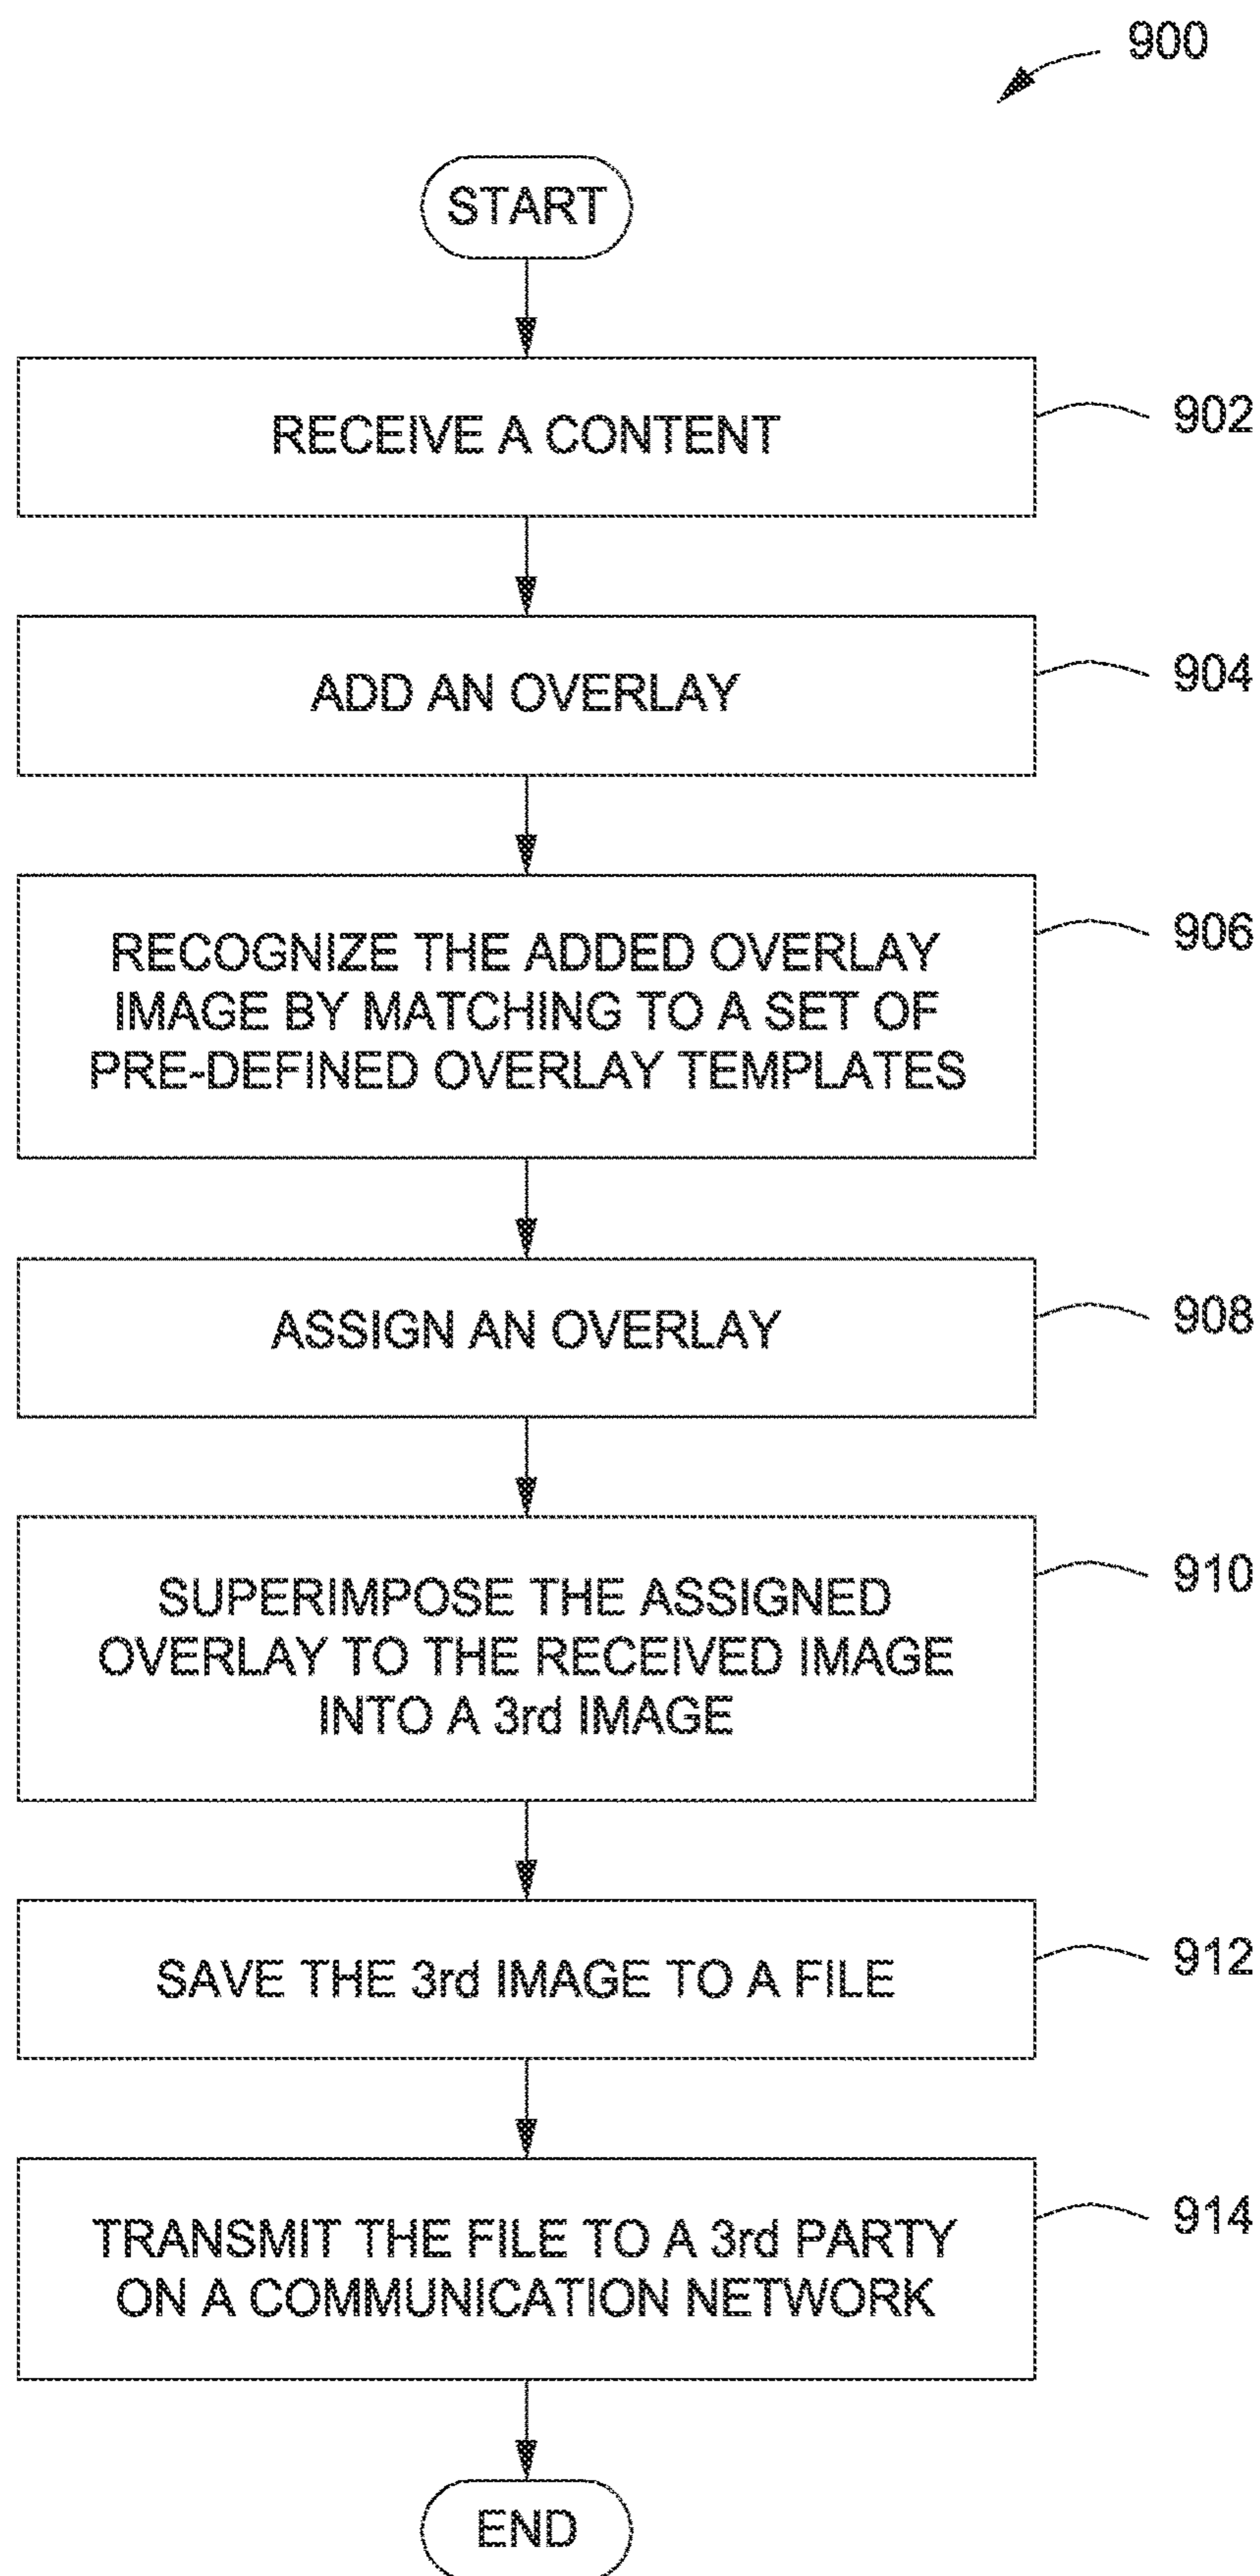 900
START
RECEIVE A CONTENT
902
ADD AN OVERLAY
904
RECOGNIZE THE ADDED OVERLAY
IMAGE BY MATCHING TO A SET OF
PRE-DEFINED OVERLAY TEMPLATES
906
ASSIGN AN OVERLAY
908
SUPERIMPOSE THE ASSIGNED
OVERLAY TO THE RECEIVED IMAGE
INTO A 3rd IMAGE
910
SAVE THE 3rd IMAGE TO A FILE
912
TRANSMIT THE FILE TO A 3rd PARTY
ON A COMMUNICATION NETWORK
914
END